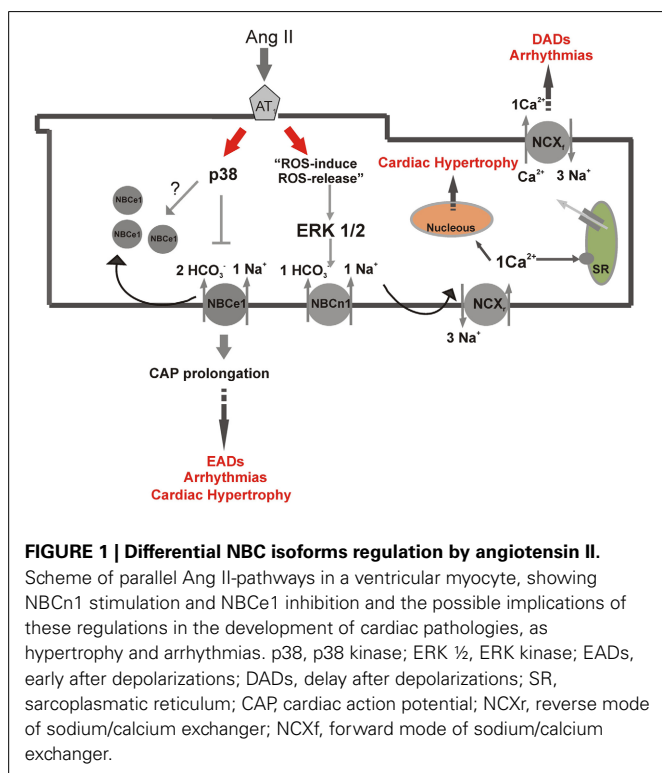 Ang II
AT1
p38
"ROS-induce
ROS-release"
?
NBCe1
NBCe1
NBCe1
ERK 1/2
2 HCO3- 1 Na+
1 HCO3- 1 Na+
NBCe1
NBCn1
CAP prolongation
EADs
Arrhythmias
Cardiac Hypertrophy
DADs
Arrhythmias
1Ca2+
NCXf
Ca2+
3 Na+
Cardiac Hypertrophy
Nucleous
1Ca2+
SR
NCXr
3 Na+
FIGURE 1 | Differential NBC isoforms regulation by angiotensin II.
Scheme of parallel Ang II-pathways in a ventricular myocyte, showing
NBCn1 stimulation and NBCe1 inhibition and the possible implications of
these regulations in the development of cardiac pathologies, as
hypertrophy and arrhythmias. p38, p38 kinase; ERK ½, ERK kinase; EADs,
early after depolarizations; DADs, delay after depolarizations; SR,
sarcoplasmatic reticulum; CAP, cardiac action potential; NCXr, reverse mode
of sodium/calcium exchanger; NCXf, forward mode of sodium/calcium
exchanger.